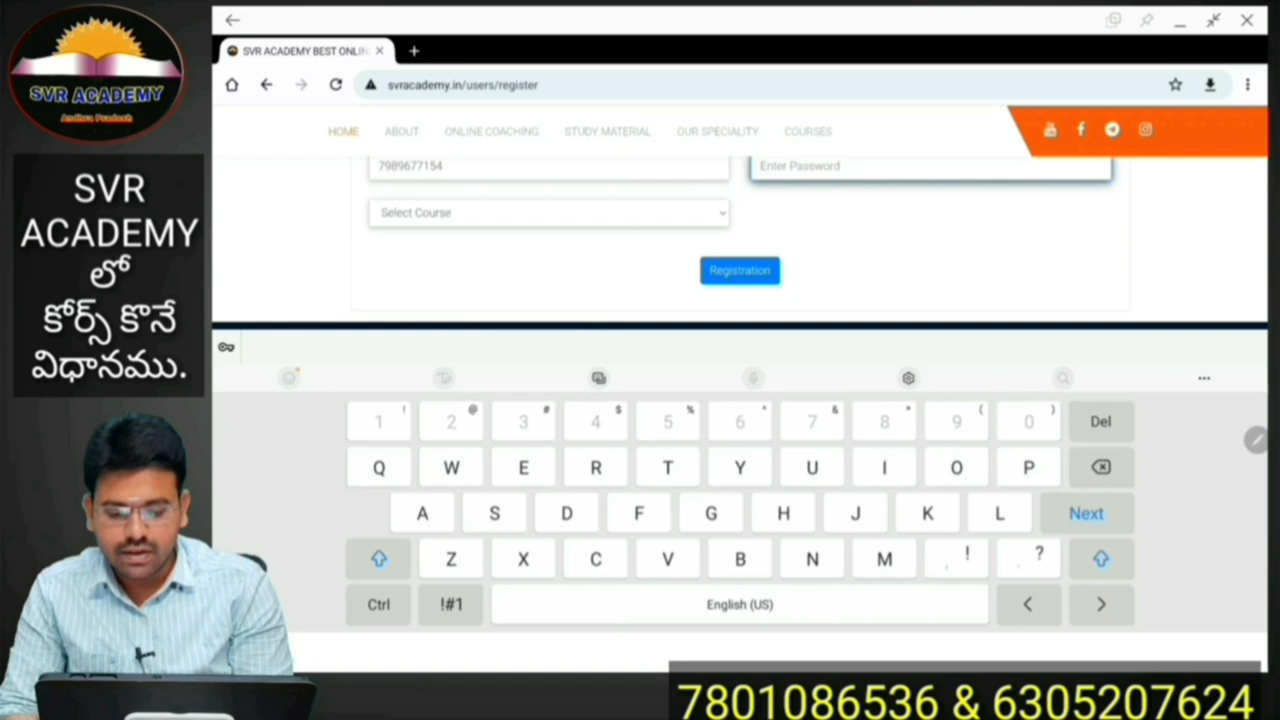 SVR ACADEMY
Andhra Pradesh
SVR
ACADEMY
లో
కోర్స్ కొనే
విధానము.
SVR ACADEMY BEST ONLIN
svracademy.in/users/register
HOME ABOUT ONLINE COACHING STUDY MATERIAL OUR SPECIALITY COURSES
7989677154 Enter Password
Select Course
Registration
! @ # $ % ^ & * ( )
1 2 3 4 5 6 7 8 9 0 Del
Q W E R T Y U I O P
A S D F G H J K L Next
Z X C V B N M , ! . ?
Ctrl !#1 English (US) < >
7801086536 & 6305207624